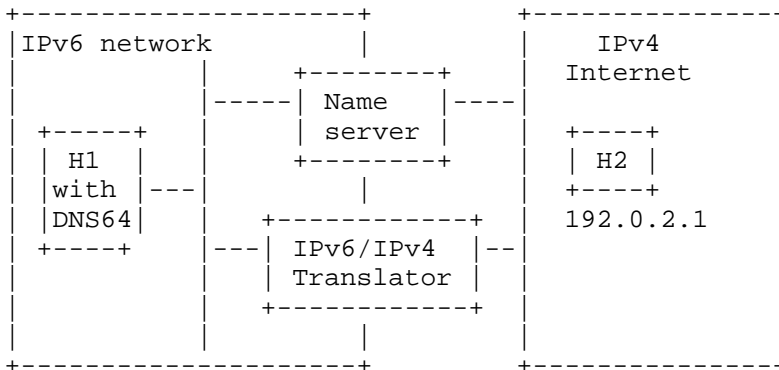 IPv6 network
IPv4
Internet
Name
server
H1
with
DNS64
H2
192.0.2.1
IPv6/IPv4
Translator